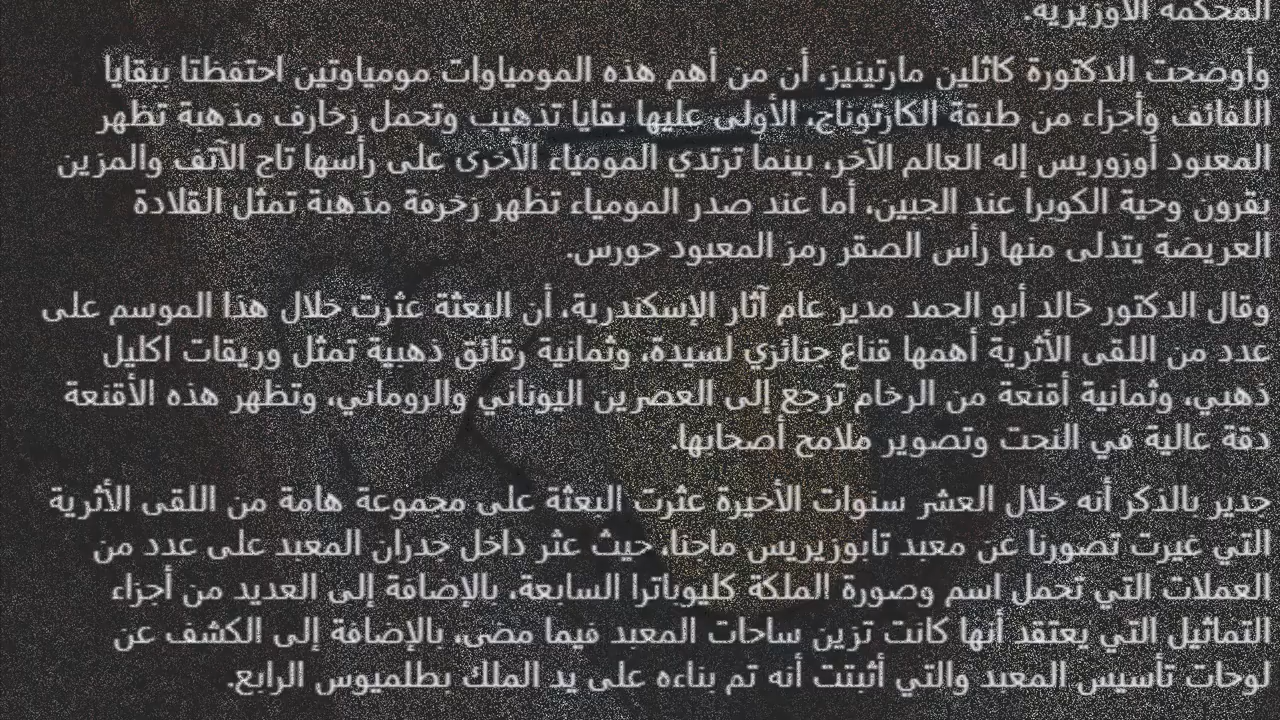 المحكمة الأوزيرية.
وأوضحت الدكتورة كاثلين مارتينيز، أن من أهم هذه المومياوات مومياوتين احتفظتا ببقايا
اللفائف وأجزاء من طبقة الكارتوناج، الأولى عليها بقايا تذهيب وتحمل زخارف مذهبة تظهر
المعبود أوزوريس إله العالم الآخر، بينما ترتدي المومياء الأخرى على رأسها تاج الآتف والمزين
بقرون وحية الكوبرا عند الجبين، أما عند صدر المومياء تظهر زخرفة مذهبة تمثل القلادة
العريضة يتدلى منها رأس الصقر رمز المعبود حورس.
وقال الدكتور خالد أبو الحمد مدير عام آثار الإسكندرية، أن البعثة عثرت خلال هذا الموسم على
عدد من اللقى الأثرية أهمها قناع جنائزي لسيدة، وثمانية رقائق ذهبية تمثل وريقات اكليل
ذهبي، وثمانية أقنعة من الرخام ترجع إلى العصرين اليوناني والروماني، وتظهر هذه الأقنعة
دقة عالية في النحت وتصوير ملامح أصحابها.
جدير بالذكر أنه خلال العشر سنوات الأخيرة عثرت البعثة على مجموعة هامة من اللقى الأثرية
التي غيرت تصورنا عن معبد تابوزيريس ماجنا، حيث عثر داخل جدران المعبد على عدد من
العملات التي تحمل اسم وصورة الملكة كليوباترا السابعة، بالإضافة إلى العديد من أجزاء
التماثيل التي يعتقد أنها كانت تزين ساحات المعبد فيما مضى، بالإضافة إلى الكشف عن
لوحات تأسيس المعبد والتي أثبتت أنه تم بناءه على يد الملك بطلميوس الرابع.